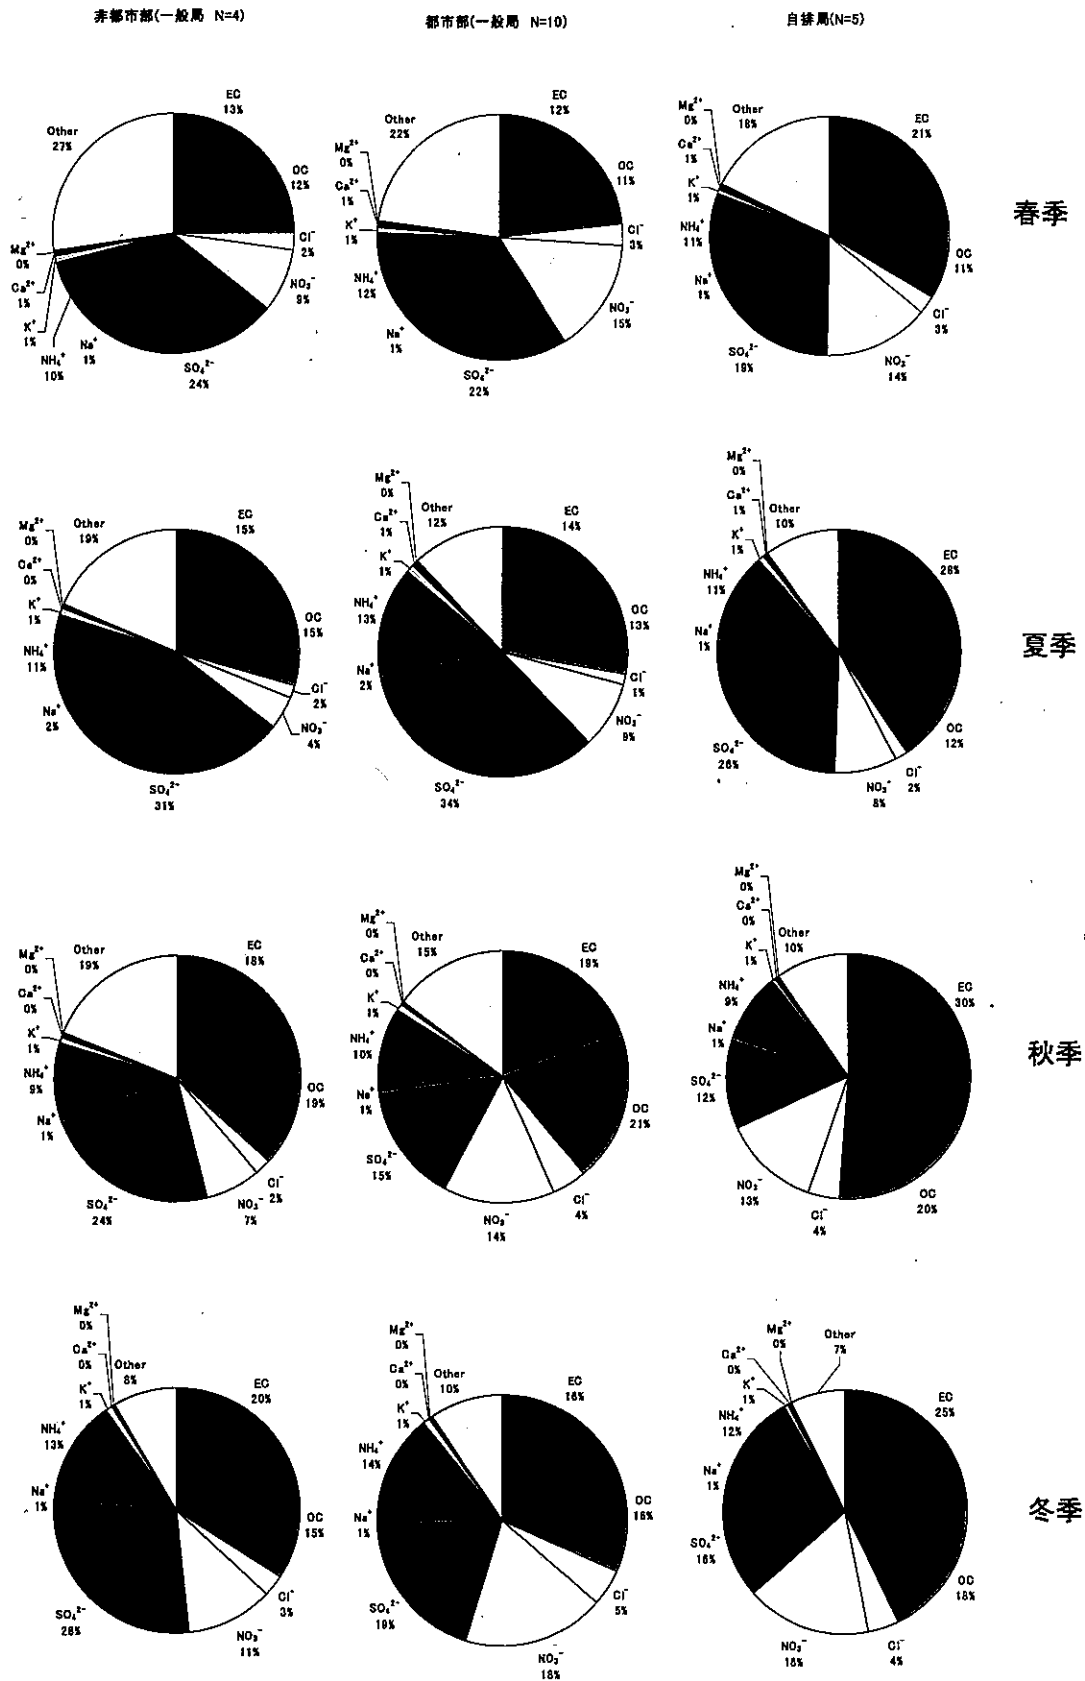 非都市部(一般局 N=4)
都市部(一般局 N=10)
自排局(N=5)
EC
13%
OC
12%
Cl⁻
2%
NO₃⁻
9%
SO₄²⁻
24%
Na⁺
1%
NH₄⁺
10%
K⁺
1%
Ca²⁺
1%
Mg²⁺
0%
Other
27%
EC
12%
OC
11%
Cl⁻
3%
NO₃⁻
15%
SO₄²⁻
22%
Na⁺
1%
NH₄⁺
12%
K⁺
1%
Ca²⁺
1%
Mg²⁺
0%
Other
22%
EC
21%
OC
11%
Cl⁻
3%
NO₃⁻
14%
SO₄²⁻
19%
Na⁺
1%
NH₄⁺
11%
K⁺
1%
Ca²⁺
1%
Mg²⁺
0%
Other
18%
春季
EC
15%
OC
15%
Cl⁻
2%
NO₃⁻
4%
SO₄²⁻
31%
Na⁺
2%
NH₄⁺
11%
K⁺
1%
Ca²⁺
0%
Mg²⁺
0%
Other
19%
EC
14%
OC
13%
Cl⁻
1%
NO₃⁻
9%
SO₄²⁻
34%
Na⁺
2%
NH₄⁺
13%
K⁺
1%
Ca²⁺
1%
Mg²⁺
0%
Other
12%
EC
28%
OC
12%
Cl⁻
2%
NO₃⁻
8%
SO₄²⁻
26%
Na⁺
1%
NH₄⁺
11%
K⁺
1%
Ca²⁺
1%
Mg²⁺
0%
Other
10%
夏季
EC
18%
OC
19%
Cl⁻
2%
NO₃⁻
7%
SO₄²⁻
24%
Na⁺
1%
NH₄⁺
9%
K⁺
1%
Ca²⁺
0%
Mg²⁺
0%
Other
19%
EC
19%
OC
21%
Cl⁻
4%
NO₃⁻
14%
SO₄²⁻
15%
Na⁺
1%
NH₄⁺
10%
K⁺
1%
Ca²⁺
0%
Mg²⁺
0%
Other
15%
EC
30%
OC
20%
Cl⁻
4%
NO₃⁻
13%
SO₄²⁻
12%
Na⁺
1%
NH₄⁺
9%
K⁺
1%
Ca²⁺
0%
Mg²⁺
0%
Other
10%
秋季
EC
20%
OC
15%
Cl⁻
3%
NO₃⁻
11%
SO₄²⁻
28%
Na⁺
1%
NH₄⁺
13%
K⁺
1%
Ca²⁺
0%
Mg²⁺
0%
Other
8%
EC
16%
OC
16%
Cl⁻
5%
NO₃⁻
18%
SO₄²⁻
19%
Na⁺
1%
NH₄⁺
14%
K⁺
1%
Ca²⁺
0%
Mg²⁺
0%
Other
10%
EC
25%
OC
18%
Cl⁻
4%
NO₃⁻
16%
SO₄²⁺
16%
Na⁺
1%
NH₄⁺
12%
K⁺
1%
Ca²⁺
0%
Mg²⁺
0%
Other
7%
冬季